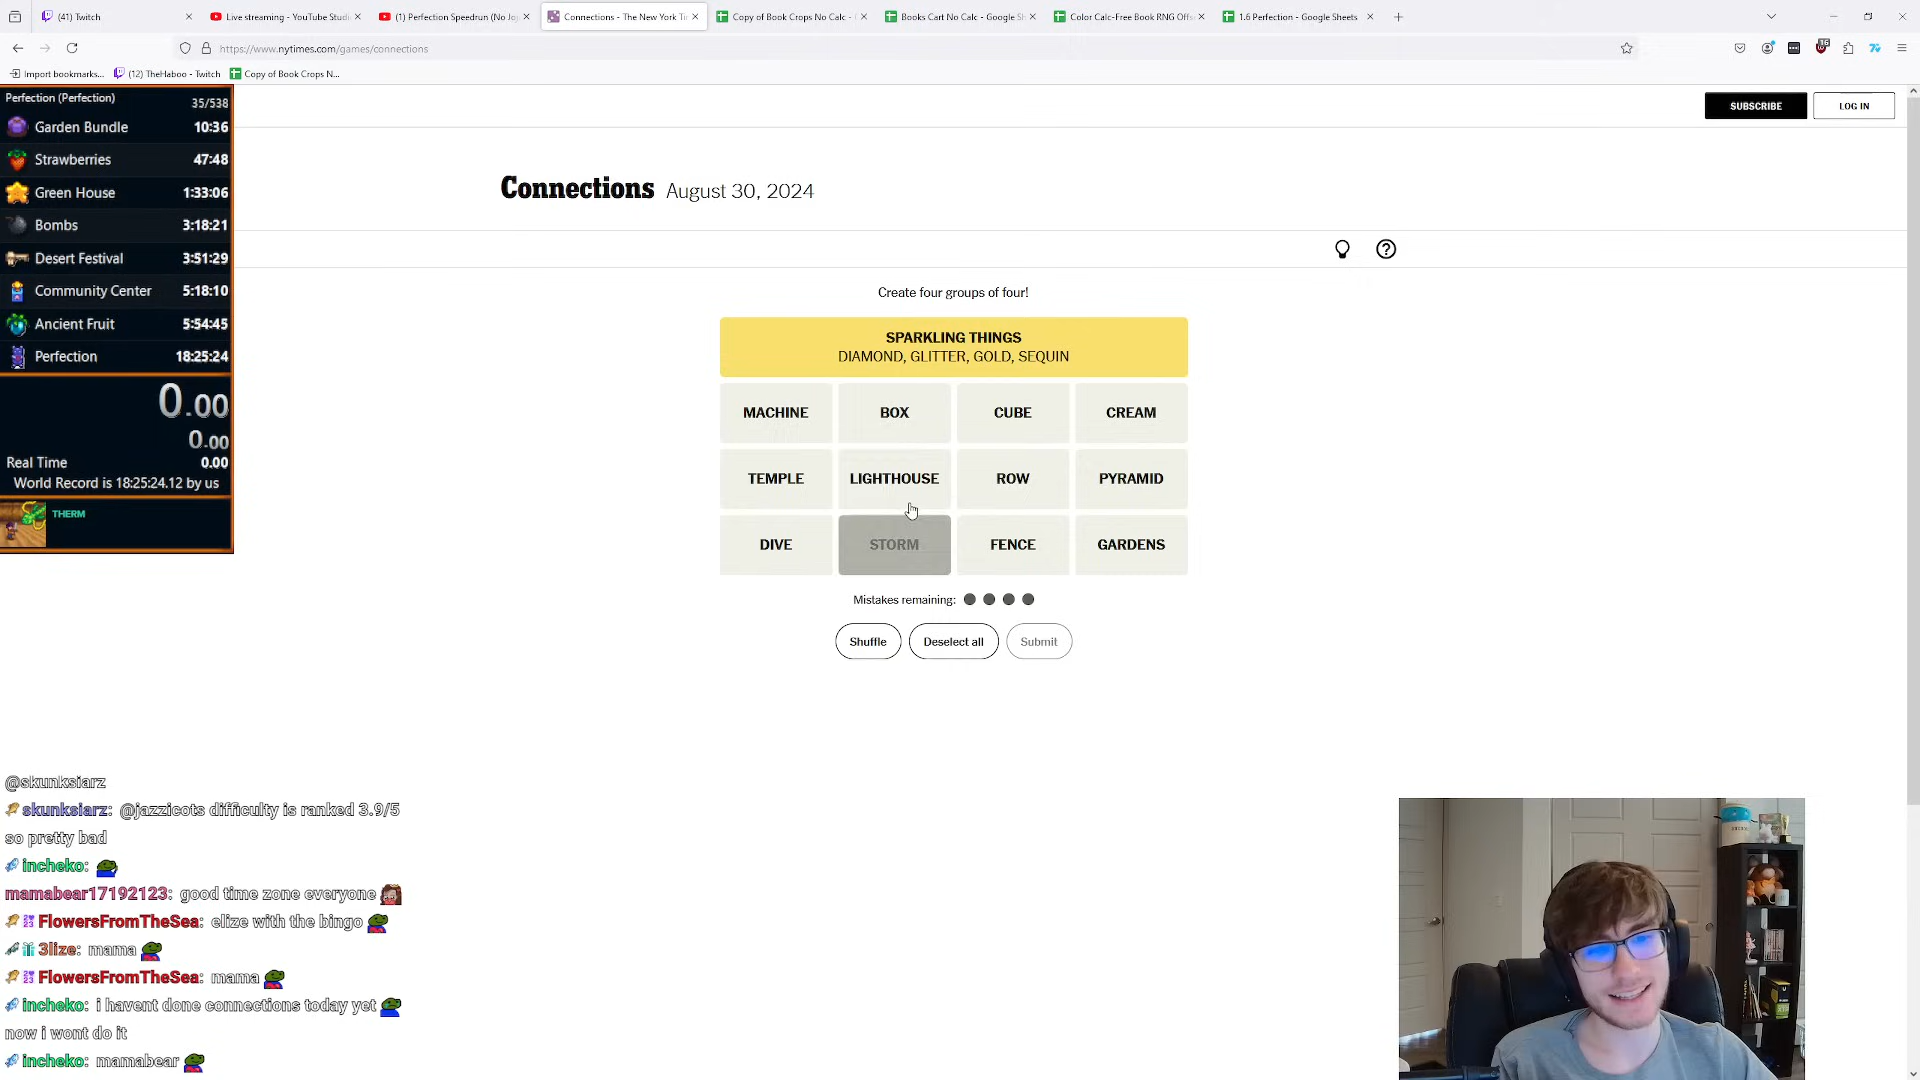 (41) Twitch
Live streaming - YouTube Stud
(1) Perfection Speedrun (No Jo
Connections - The New York Ti
Copy of Book Crops No Calc -
Books Cart No Calc - Google Sh
Color Calc-Free Book RNG Offs
1.6 Perfection - Google Sheets
https://www.nytimes.com/games/connections
16
Import bookmarks...
(12) TheHaboo - Twitch
Copy of Book Crops N...
Perfection (Perfection) 35/538
Garden Bundle 10:36
Strawberries 47:48
Green House 1:33:06
Bombs 3:18:21
Desert Festival 3:51:29
Community Center 5:18:10
Ancient Fruit 5:54:45
Perfection 18:25:24
0.00
0.00
Real Time 0.00
World Record is 18:25:24.12 by us
THERM
SUBSCRIBE
LOG IN
Connections August 30, 2024
Create four groups of four!
SPARKLING THINGS
DIAMOND, GLITTER, GOLD, SEQUIN
MACHINE BOX CUBE CREAM
TEMPLE LIGHTHOUSE ROW PYRAMID
DIVE STORM FENCE GARDENS
Mistakes remaining:
Shuffle Deselect all Submit
@skunksiarz
skunksiarz: @jazzicots difficulty is ranked 3.9/5
so pretty bad
incheko:
mamabear17192123: good time zone everyone
FlowersFromTheSea: elize with the bingo
3lize: mama
FlowersFromTheSea: mama
incheko: i havent done connections today yet
now i wont do it
incheko: mamabear